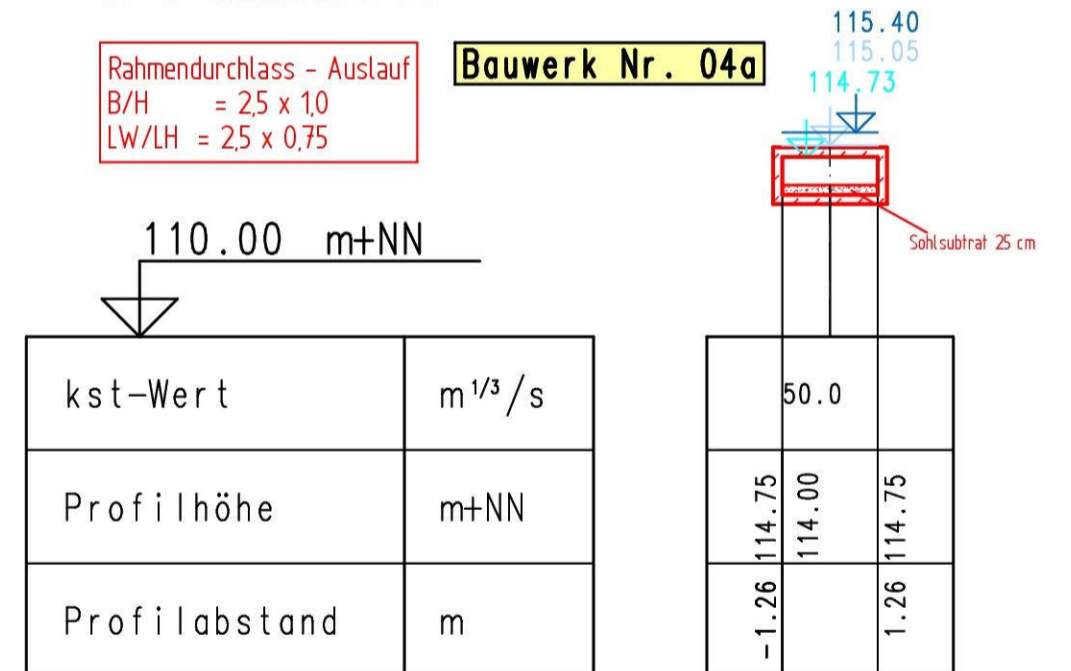 115.40
115.05
114.73
Rahmendurchlass - Auslauf
B/H = 2,5 x 1,0
LW/LH = 2,5 x 0,75
Bauwerk Nr. 04a
110.00 m+NN
Sohlsubtrat 25 cm
kst-Wert m¹/³/s 50.0
Profilhöhe m+NN 114.75 114.00 114.75
Profilabstand m -1.26 1.26